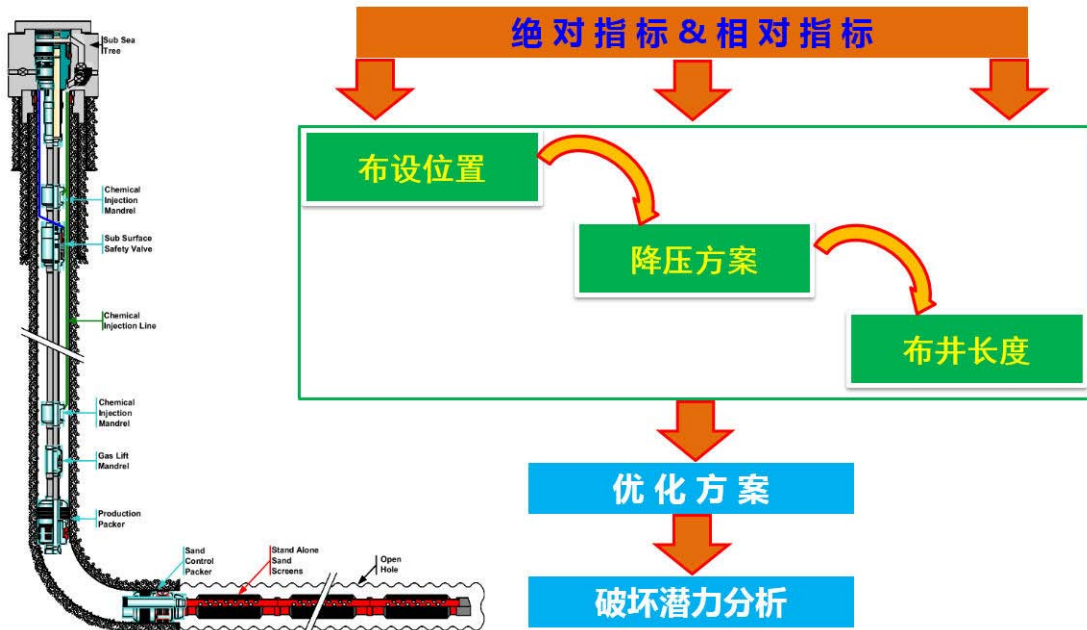 Sub Sea
Tree
Chemical
Injection
Mandrel
Sub Surface
Safety Valve
Chemical
Injection Line
Chemical
Injection
Mandrel
Gas Lift
Mandrel
Production
Packer
Sand
Control
Packer
Stand Alone
Sand
Screens
Open
Hole
绝对指标&相对指标
布设位置
降压方案
布井长度
优化方案
破坏潜力分析